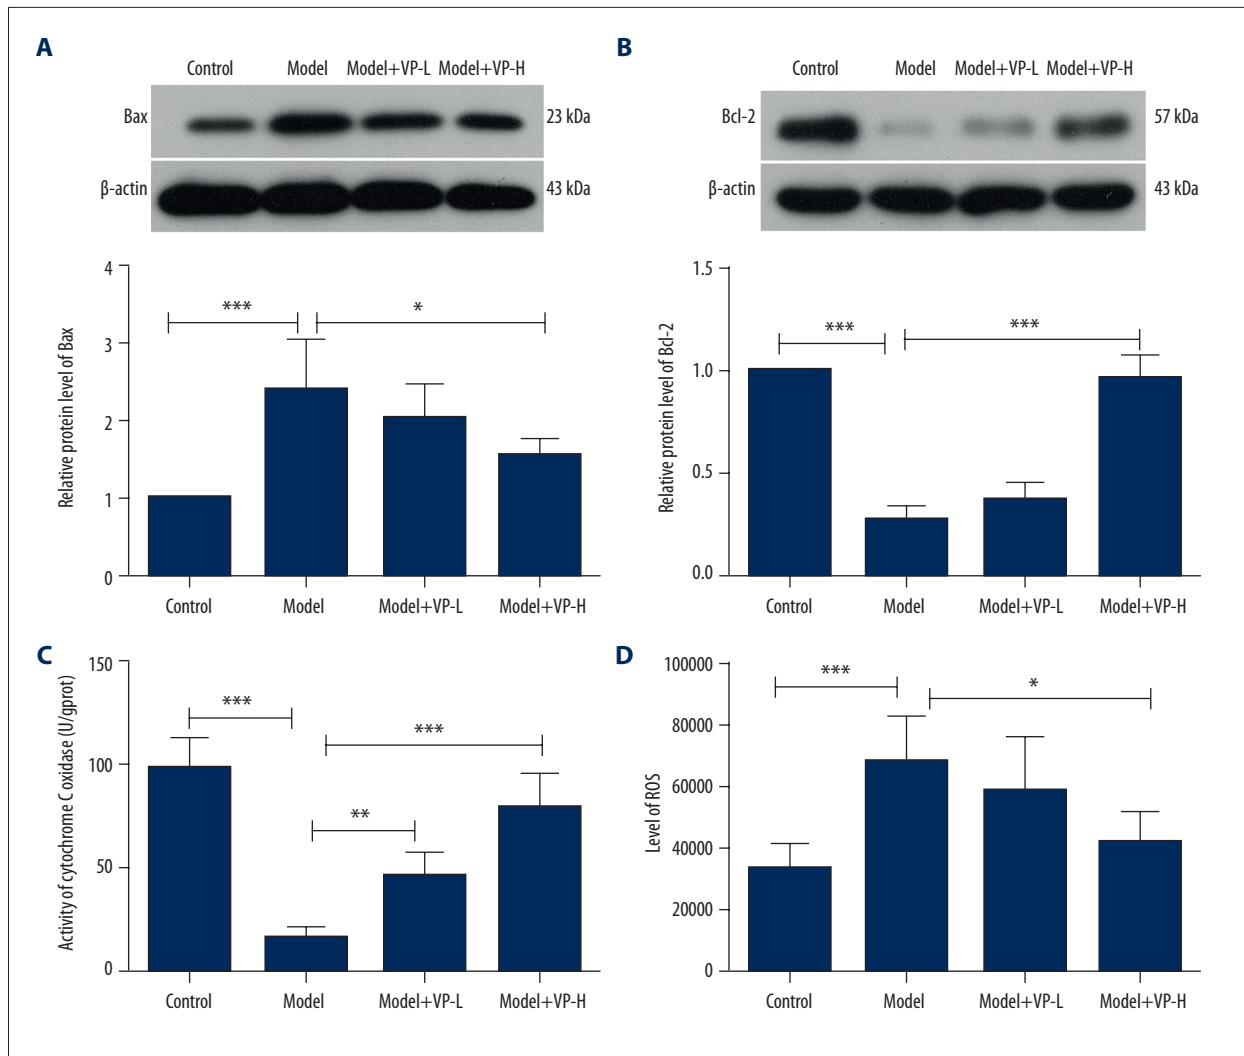 A
Control Model Model+VP-L Model+VP-H
Bax 23 kDa
β-actin 43 kDa
Relative protein level of Bax
4
3
2
1
0
*** *
Control Model Model+VP-L Model+VP-H
B
Control Model Model+VP-L Model+VP-H
Bcl-2 57 kDa
β-actin 43 kDa
Relative protein level of Bcl-2
1.5
1.0
0.5
0.0
*** ***
Control Model Model+VP-L Model+VP-H
C
Activity of cytochrome C oxidase (U/gprot)
150
100
50
0
***
***
**
Control Model Model+VP-L Model+VP-H
D
Level of ROS
100000
80000
60000
40000
20000
0
*** *
Control Model Model+VP-L Model+VP-H